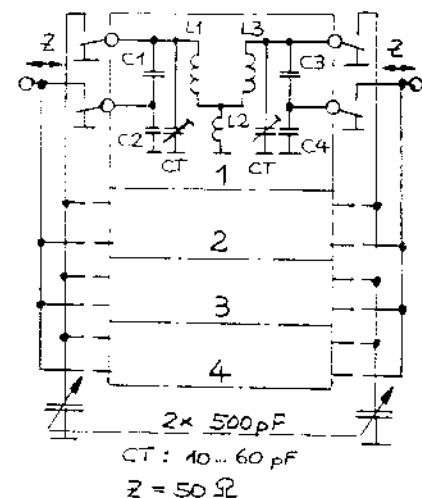 Z
L1
L3
Z
C1
C3
L2
C2
CT
CT
C4
1
2
3
4
2x 500pF
CT: 10...60 pF
Z = 50 Ω